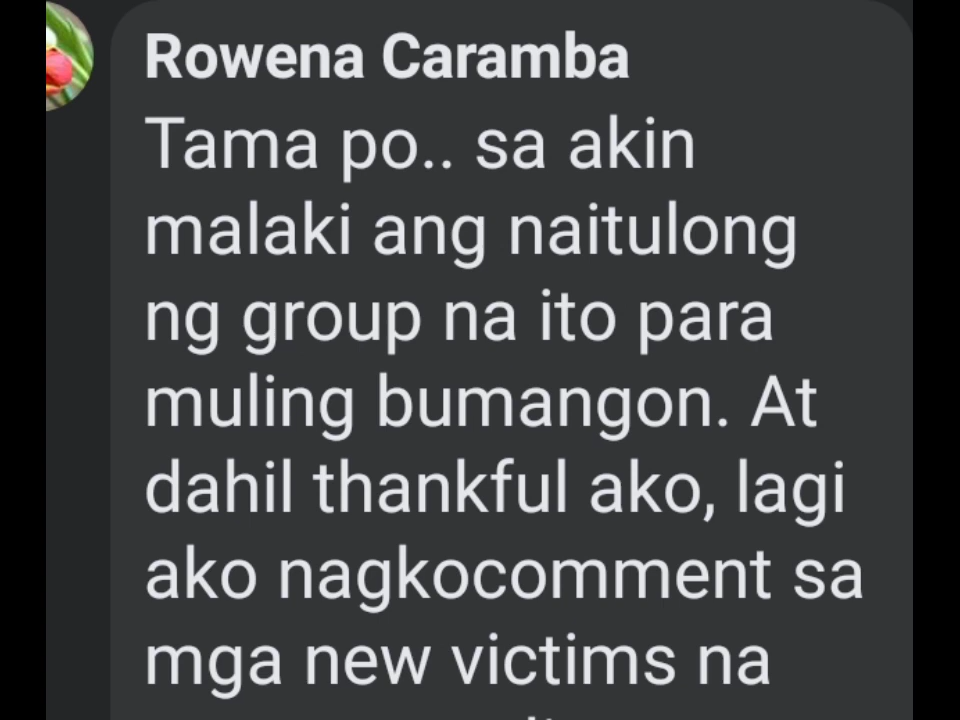 Rowena Caramba
Tama po.. sa akin
malaki ang naitulong
ng group na ito para
muling bumangon. At
dahil thankful ako, lagi
ako nagkocomment sa
mga new victims na